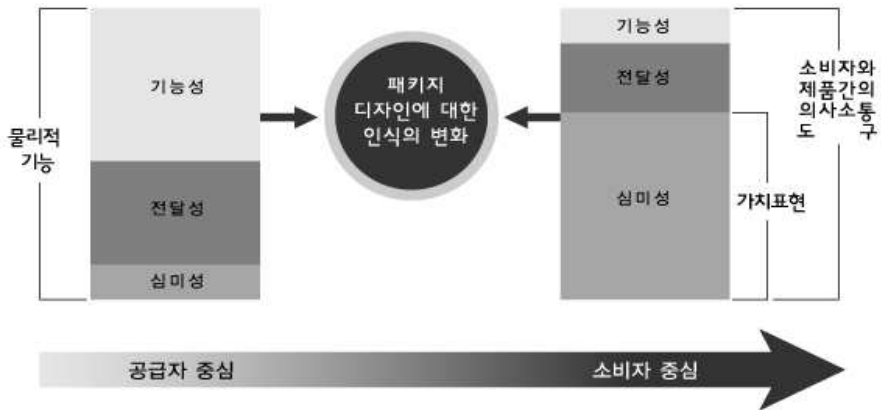 물리적
기능
기능성
전달성
심미성
패키지
디자인에 대한
인식의 변화
기능성
전달성
심미성
가치표현
소비자와
제품간의
의사소통
도 구
공급자 중심
소비자 중심